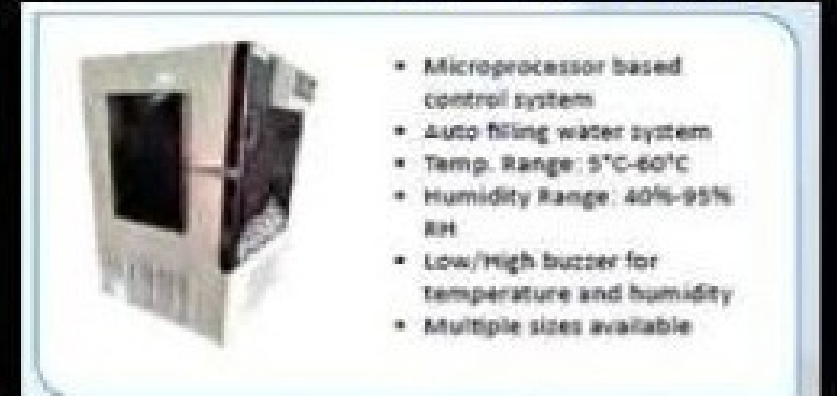 • Microprocessor based
control system
• Auto filling water system
• Temp. Range: 5°C-60°C
• Humidity Range: 40%-95%
RH
• Low/High buzzer for
temperature and humidity
• Multiple sizes available